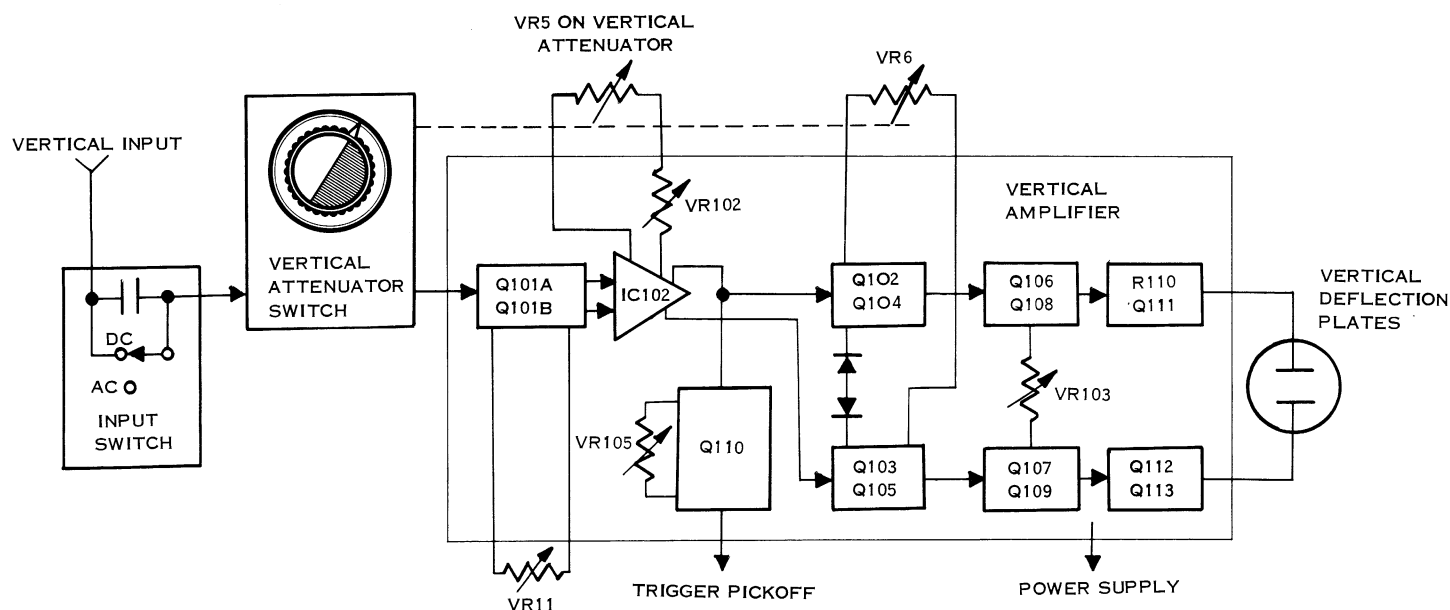 VR5 ON VERTICAL
ATTENUATOR
VR6
VERTICAL INPUT
VERTICAL
AMPLIFIER
VR102
VERTICAL
ATTENUATOR
SWITCH
Q101A
Q101B
IC102
Q102
Q104
Q106
Q108
R110
Q111
VERTICAL
DEFLECTION
PLATES
DC
AC
INPUT
SWITCH
VR105
Q110
VR103
Q103
Q105
Q107
Q109
Q112
Q113
VR11
TRIGGER PICKOFF
POWER SUPPLY